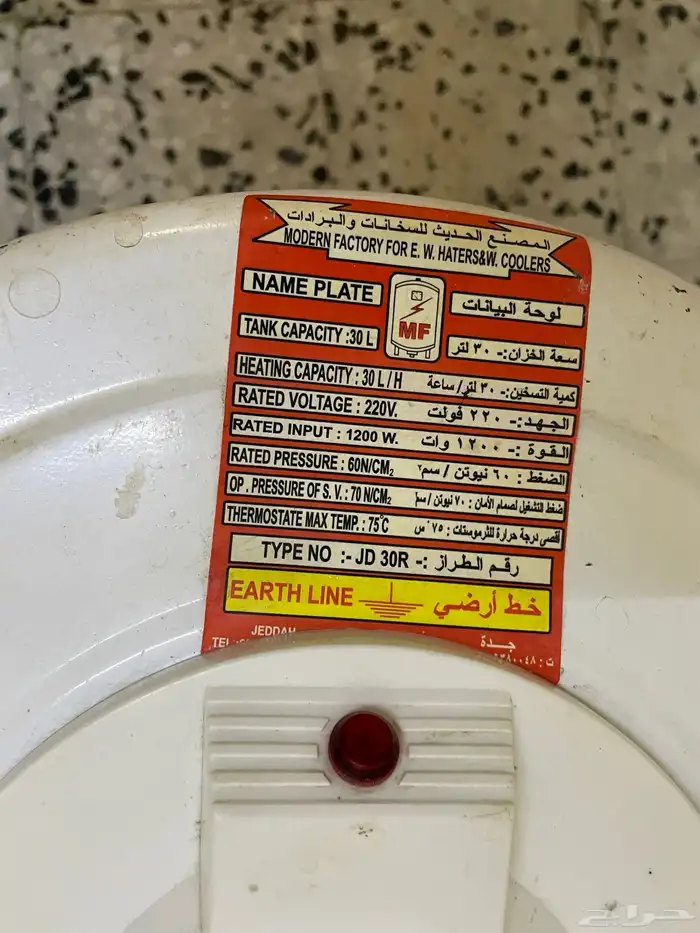 المصنع الحديث للسخانات والبرادات
MODERN FACTORY FOR E. W. HATERS&W. COOLERS
NAME PLATE
لوحة البيانات
MF
TANK CAPACITY :30 L
سعة الخزان:- ٣٠ لتر
HEATING CAPACITY : 30 L / H
كمية التسخين:- ٣٠ لتر/ساعة
RATED VOLTAGE : 220V.
الجهد:- ٢٢٠ فولت
RATED INPUT : 1200 W.
القوة :- ١٢٠٠ وات
RATED PRESSURE : 60N/CM₂
الضغط : ٦٠ نيوتن / سم٢
OP . PRESSURE OF S. V. : 70 N/CM₂
ضغط التشغيل لصمام الأمان : ٧٠ نيوتن / سم٢
THERMOSTATE MAX TEMP. : 75°C
أقصى درجة حرارة للثرموستات : ٧٥ °س
TYPE NO :- JD 30R
رقم الطراز :-
EARTH LINE
خط أرضي
JEDDAH
جدة
TEL
حراج